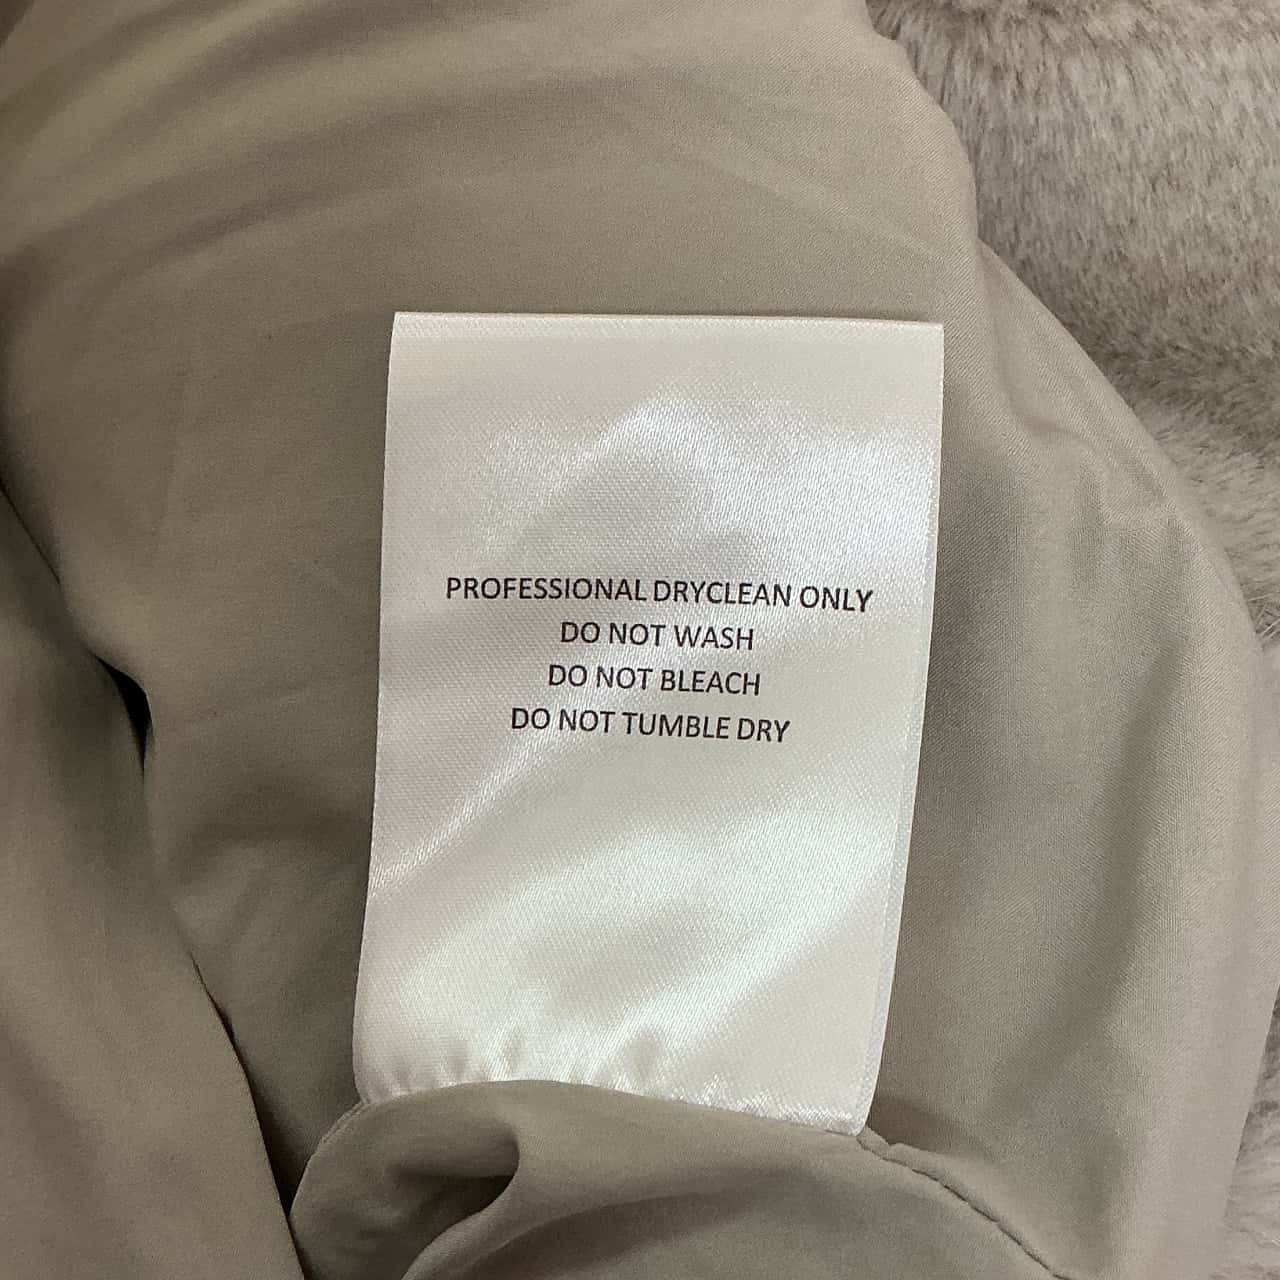 PROFESSIONAL DRYCLEAN ONLY
DO NOT WASH
DO NOT BLEACH
DO NOT TUMBLE DRY